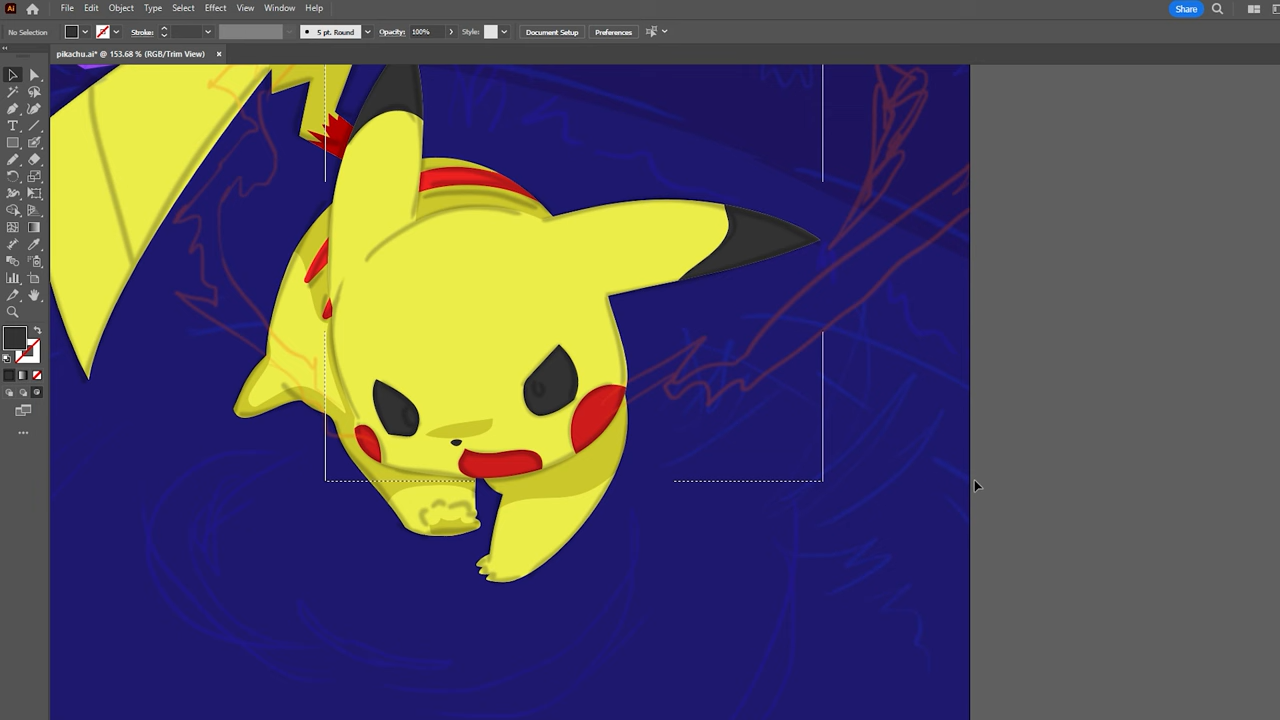 Ai File Edit Object Type Select Effect View Window Help Share
No Selection Stroke: 5 pt. Round Opacity: 100% Style: Document Setup Preferences
pikachu.ai* @ 153.68 % (RGB/Trim View) ×